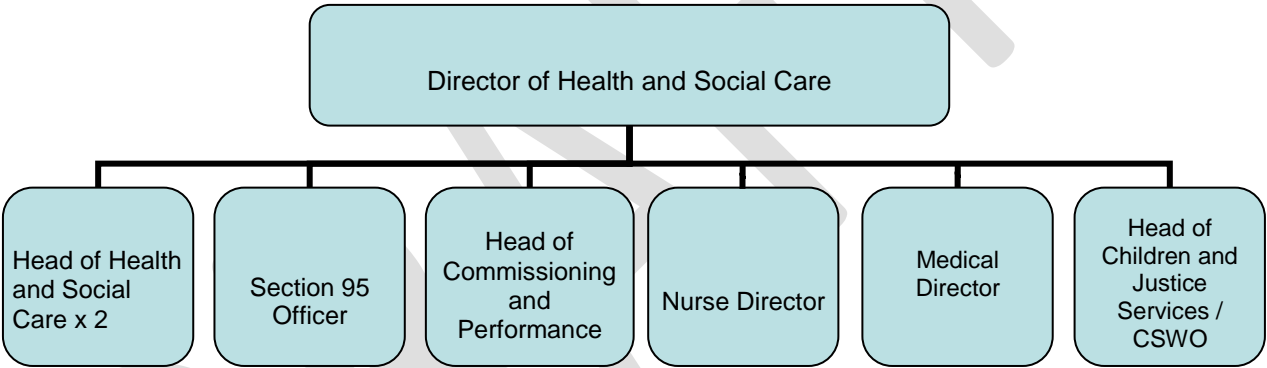 Director of Health and Social Care
Head of Health
and Social
Care x 2
Section 95
Officer
Head of
Commissioning
and
Performance
Nurse Director
Medical
Director
Head of
Children and
Justice
Services /
CSWO